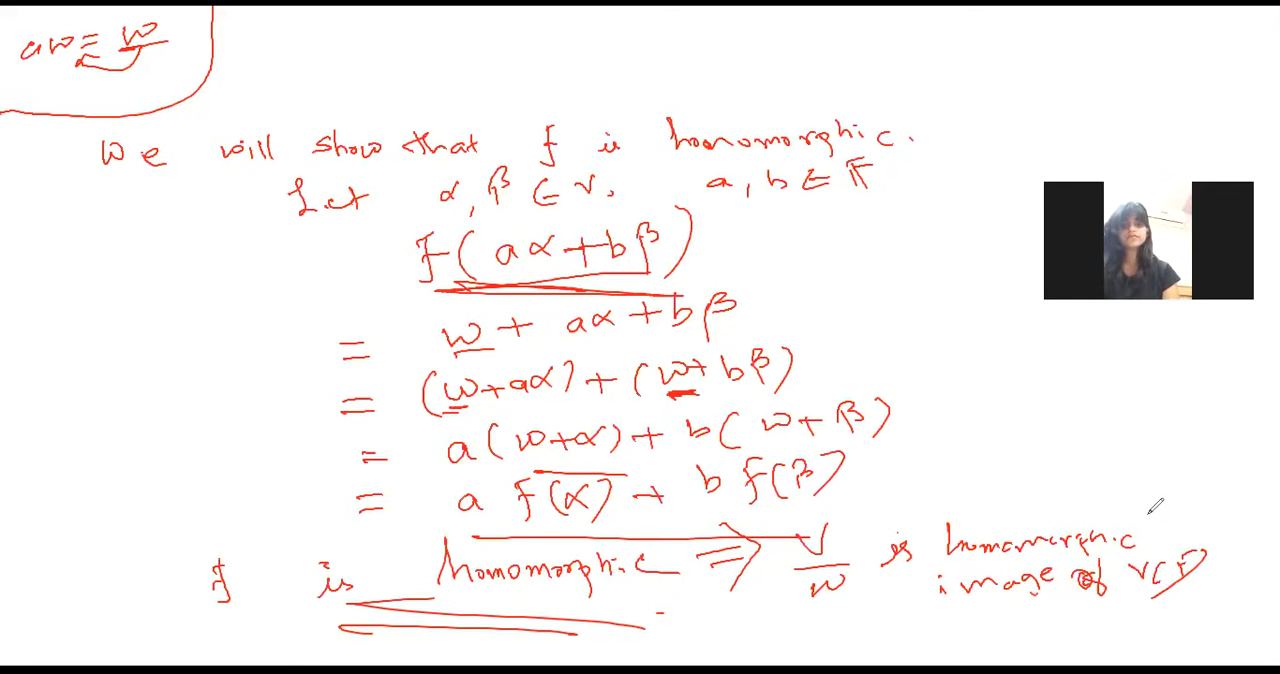 aw = w
We will show that f is homomorphic.
Let α, β ∈ V, a, b ∈ F
f(aα+bβ)
= w + aα + bβ
= (w+aα) + (w+bβ)
= a(w+α) + b(w+β)
= a f(α) + b f(β)
f is homomorphic ⇒ V/w is homomorphic
image of V(F)